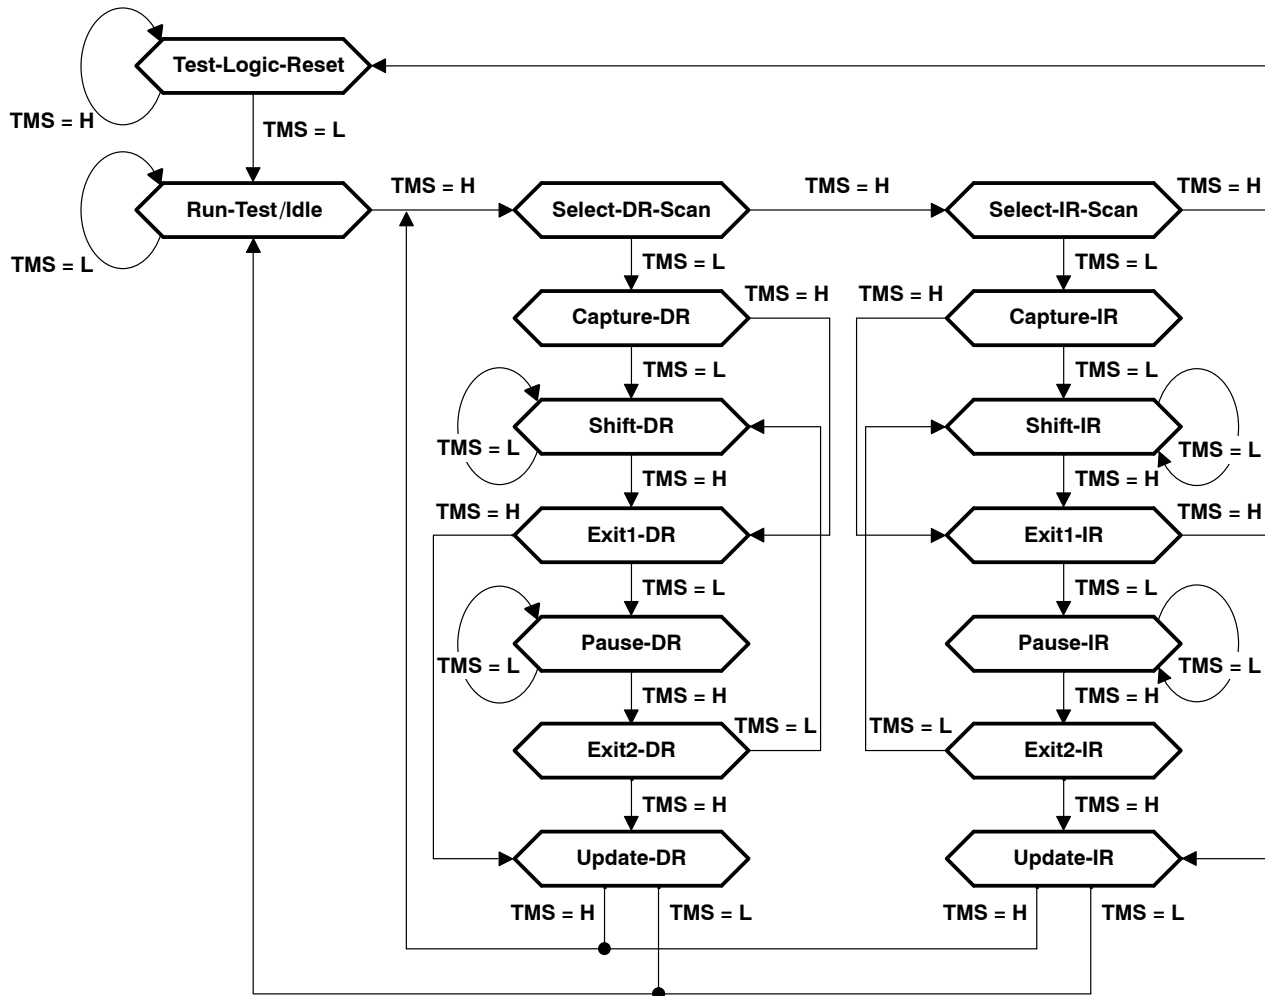 Test-Logic-Reset
TMS = H
TMS = L
TMS = H
TMS = H
TMS = H
Run-Test/Idle
Select-DR-Scan
Select-IR-Scan
TMS = L
TMS = L
TMS = L
TMS = H
TMS = H
Capture-DR
Capture-IR
TMS = L
TMS = L
Shift-DR
Shift-IR
TMS = L
TMS = L
TMS = H
TMS = H
TMS = H
TMS = H
Exit1-DR
Exit1-IR
TMS = L
TMS = L
Pause-DR
Pause-IR
TMS = L
TMS = L
TMS = H
TMS = H
TMS = L
TMS = L
Exit2-DR
Exit2-IR
TMS = H
TMS = H
Update-DR
Update-IR
TMS = H
TMS = L
TMS = H
TMS = L